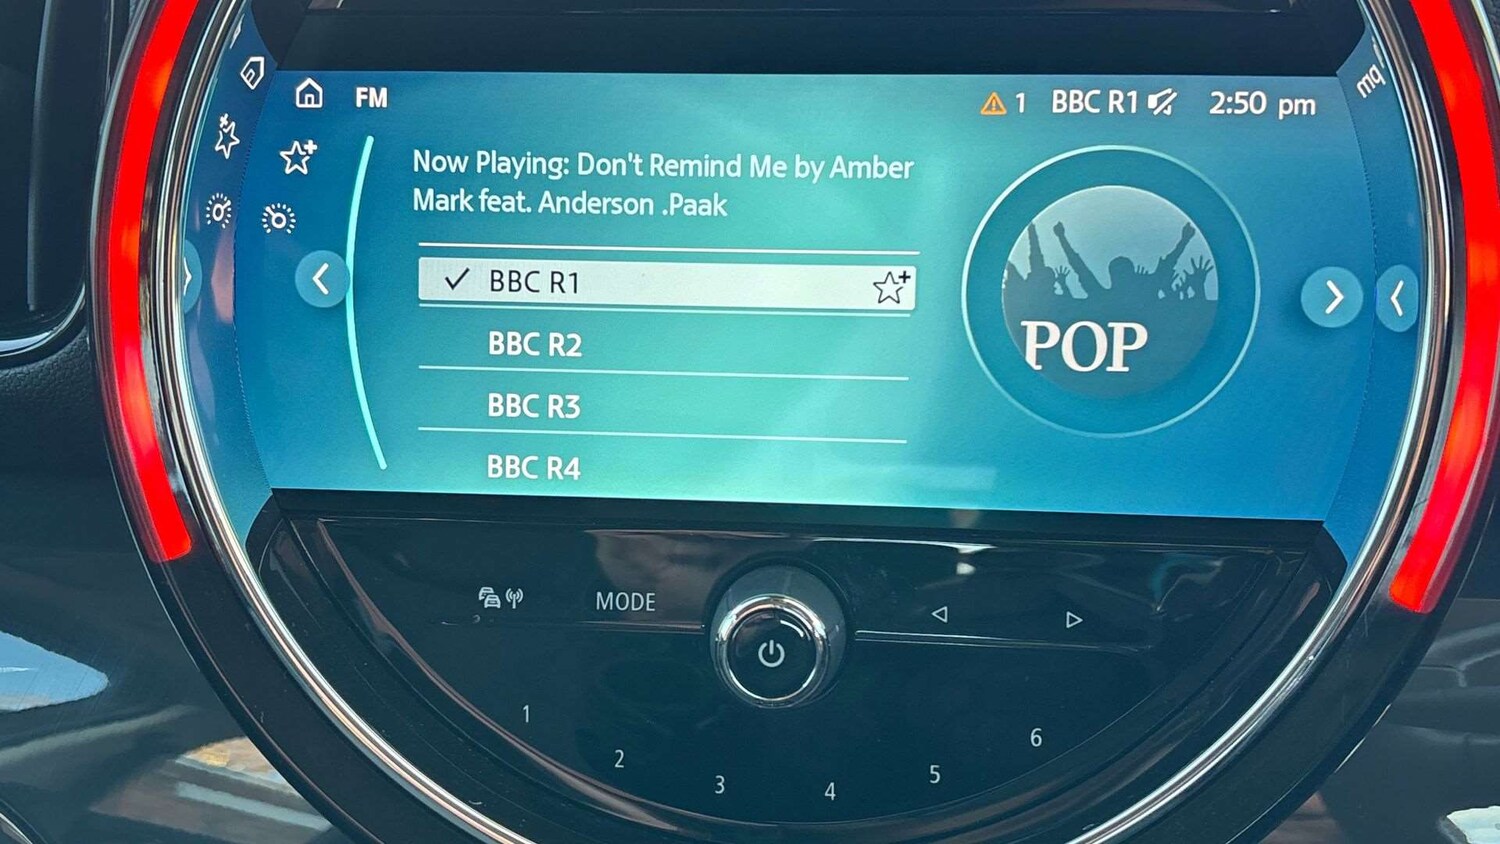 FM
1 BBC R1 2:50 pm
Now Playing: Don't Remind Me by Amber
Mark feat. Anderson .Paak
BBC R1
BBC R2
BBC R3
BBC R4
POP
MODE
1
2
3
4
5
6